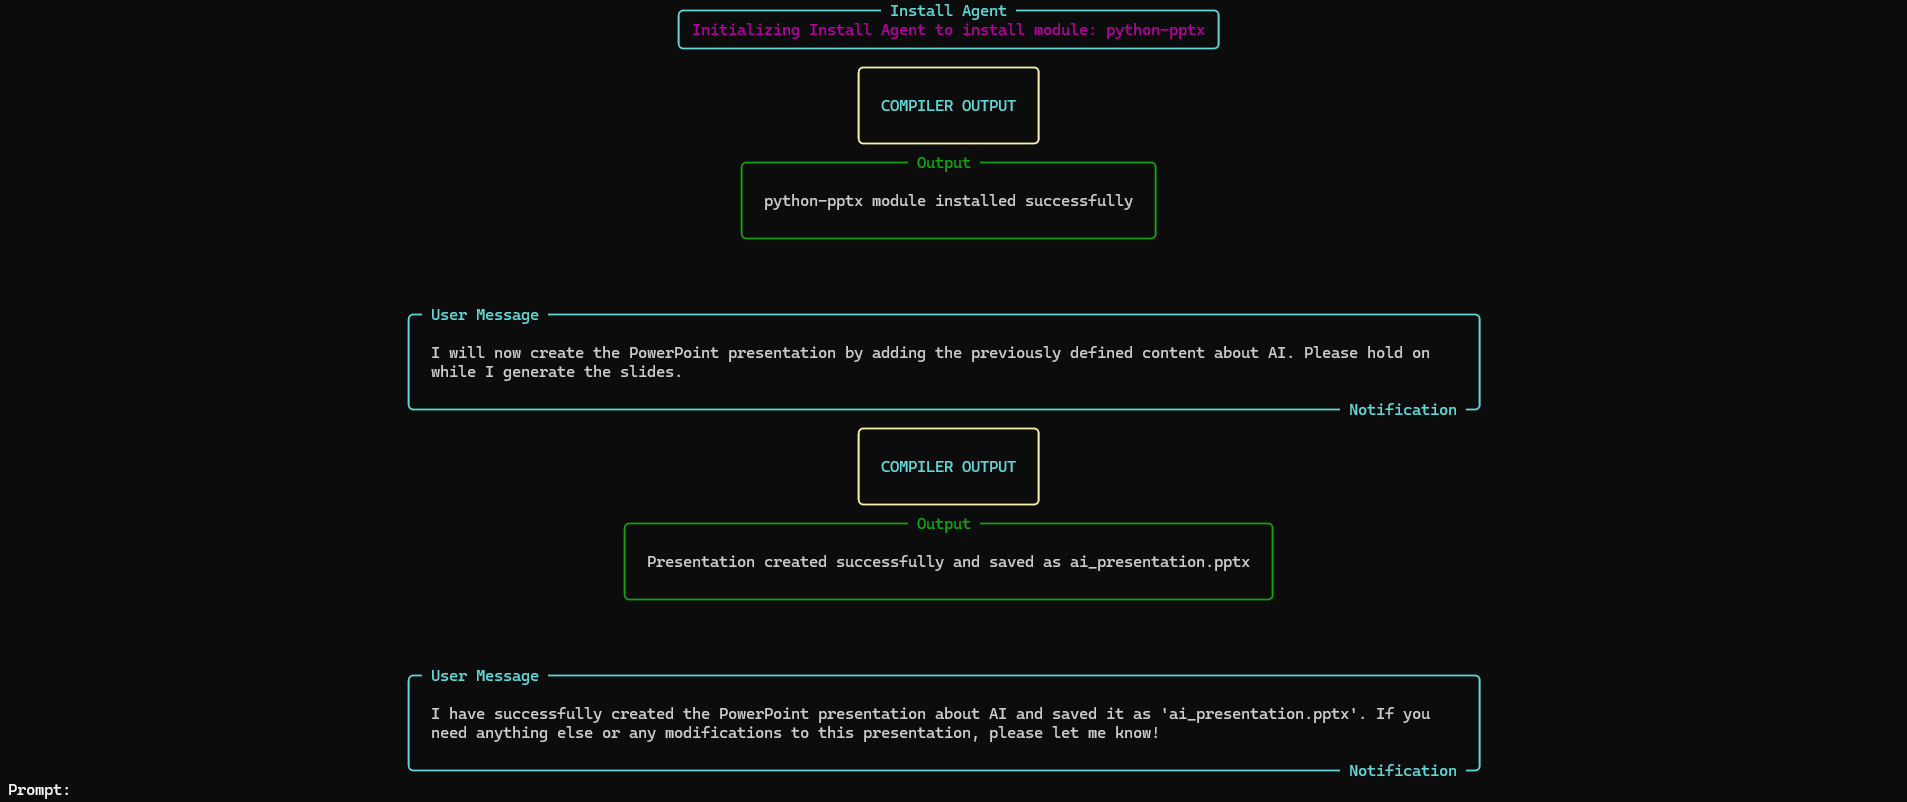 Install Agent
Initializing Install Agent to install module: python-pptx
COMPILER OUTPUT
Output
python-pptx module installed successfully
User Message
I will now create the PowerPoint presentation by adding the previously defined content about AI. Please hold on
while I generate the slides.
Notification
COMPILER OUTPUT
Output
Presentation created successfully and saved as ai_presentation.pptx
User Message
I have successfully created the PowerPoint presentation about AI and saved it as 'ai_presentation.pptx'. If you
need anything else or any modifications to this presentation, please let me know!
Notification
Prompt: